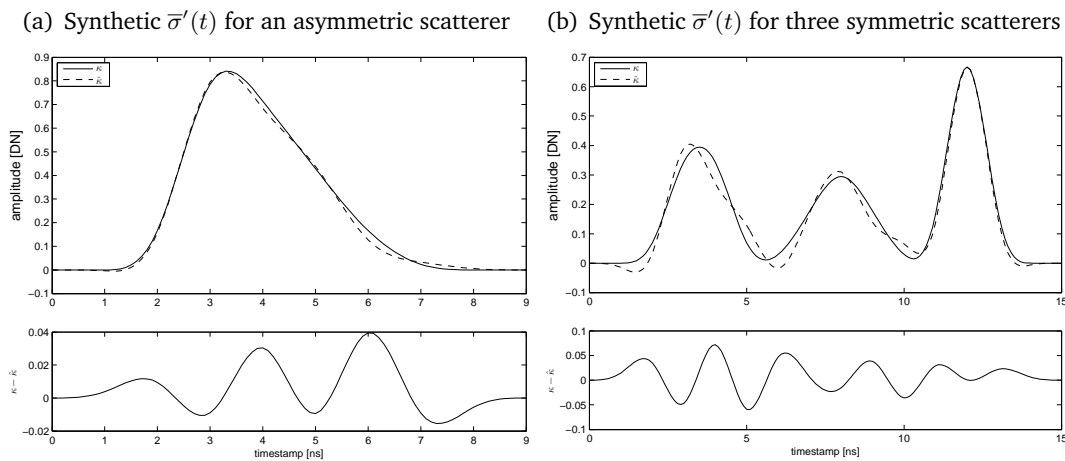 (a) Synthetic σ̅′(t) for an asymmetric scatterer
(b) Synthetic σ̅′(t) for three symmetric scatterers
κ
κ̂
amplitude [DN]
0.9
0.8
0.7
0.6
0.5
0.4
0.3
0.2
0.1
0
−0.1
0 1 2 3 4 5 6 7 8 9
κ − κ̂
0.04
0.02
0
−0.02
0 1 2 3 4 5 6 7 8 9
timestamp [ns]
κ
κ̂
amplitude [DN]
0.7
0.6
0.5
0.4
0.3
0.2
0.1
0
−0.1
0 5 10 15
κ − κ̂
0.1
0.05
0
−0.05
−0.1
0 5 10 15
timestamp [ns]